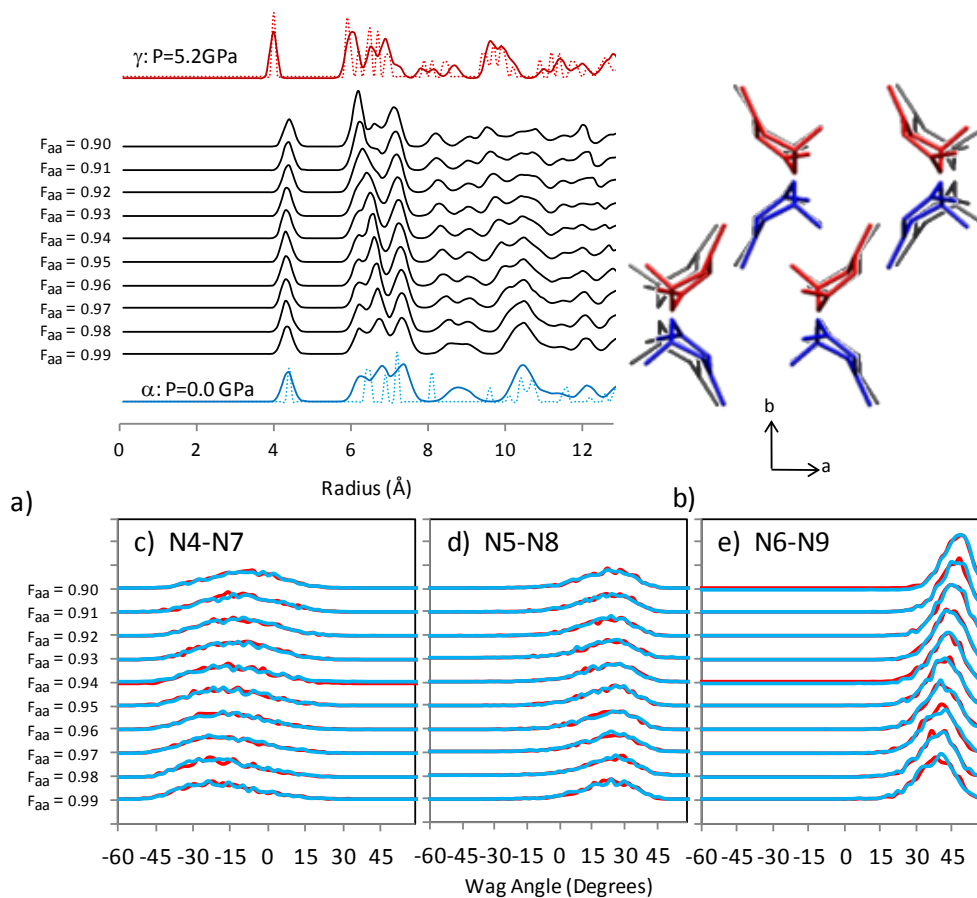 γ: P=5.2GPa
Faa = 0.90
Faa = 0.91
Faa = 0.92
Faa = 0.93
Faa = 0.94
Faa = 0.95
Faa = 0.96
Faa = 0.97
Faa = 0.98
Faa = 0.99
α: P=0.0 GPa
0 2 4 6 8 10 12
Radius (Å)
b
a
a)
b)
c) N4-N7
d) N5-N8
e) N6-N9
Faa = 0.90
Faa = 0.91
Faa = 0.92
Faa = 0.93
Faa = 0.94
Faa = 0.95
Faa = 0.96
Faa = 0.97
Faa = 0.98
Faa = 0.99
-60 -45 -30 -15 0 15 30 45 -60 -45 -30 -15 0 15 30 45 -60 -45 -30 -15 0 15 30 45
Wag Angle (Degrees)